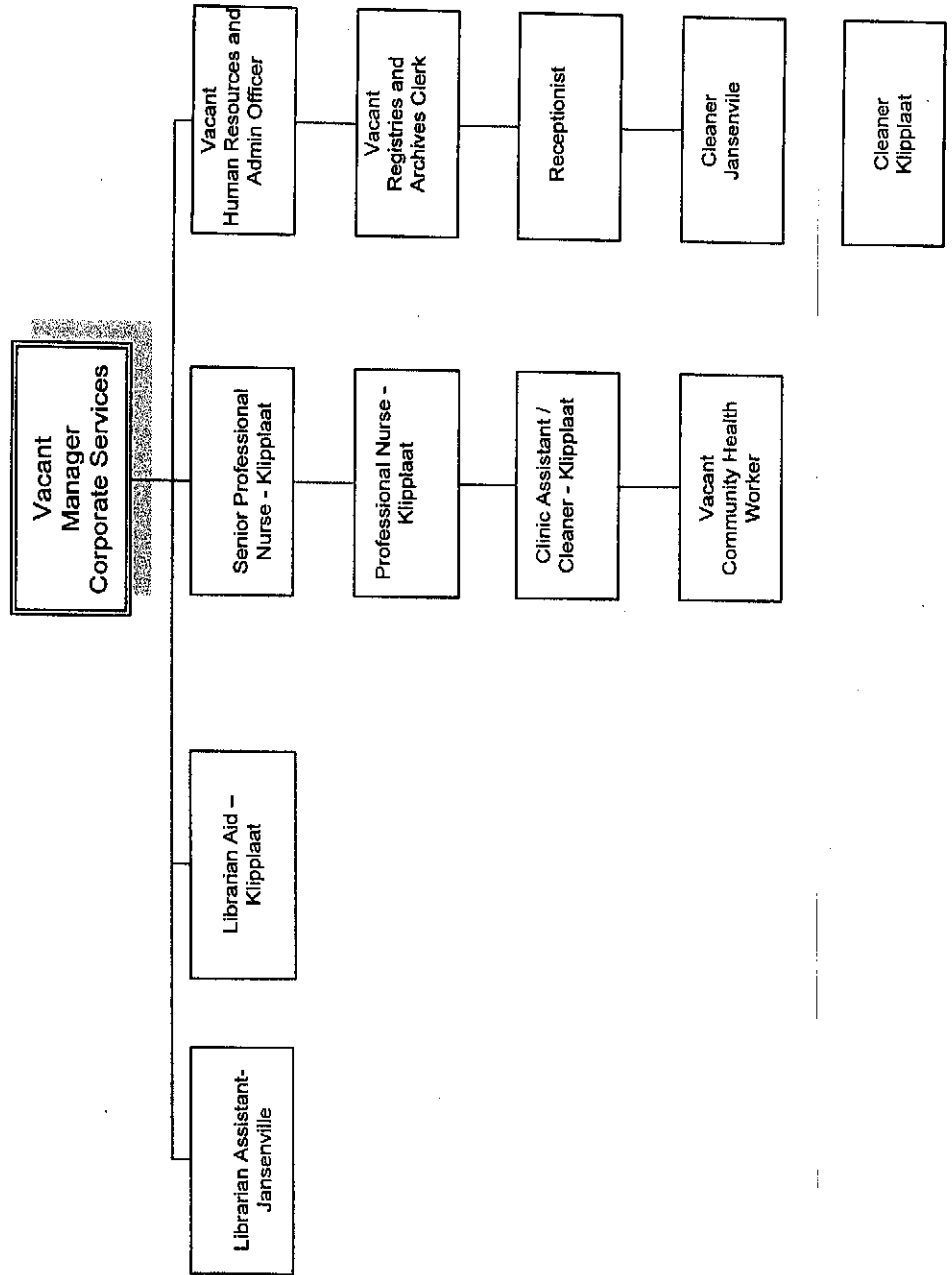 Vacant
Manager
Corporate Services
Librarian Assistant-
Jansenville
Librarian Aid –
Klipplaat
Senior Professional
Nurse - Klipplaat
Professional Nurse -
Klipplaat
Clinic Assistant /
Cleaner - Klipplaat
Vacant
Community Health
Worker
Vacant
Human Resources and
Admin Officer
Vacant
Registries and
Archives Clerk
Receptionist
Cleaner
Jansenvile
Cleaner
Klipplaat